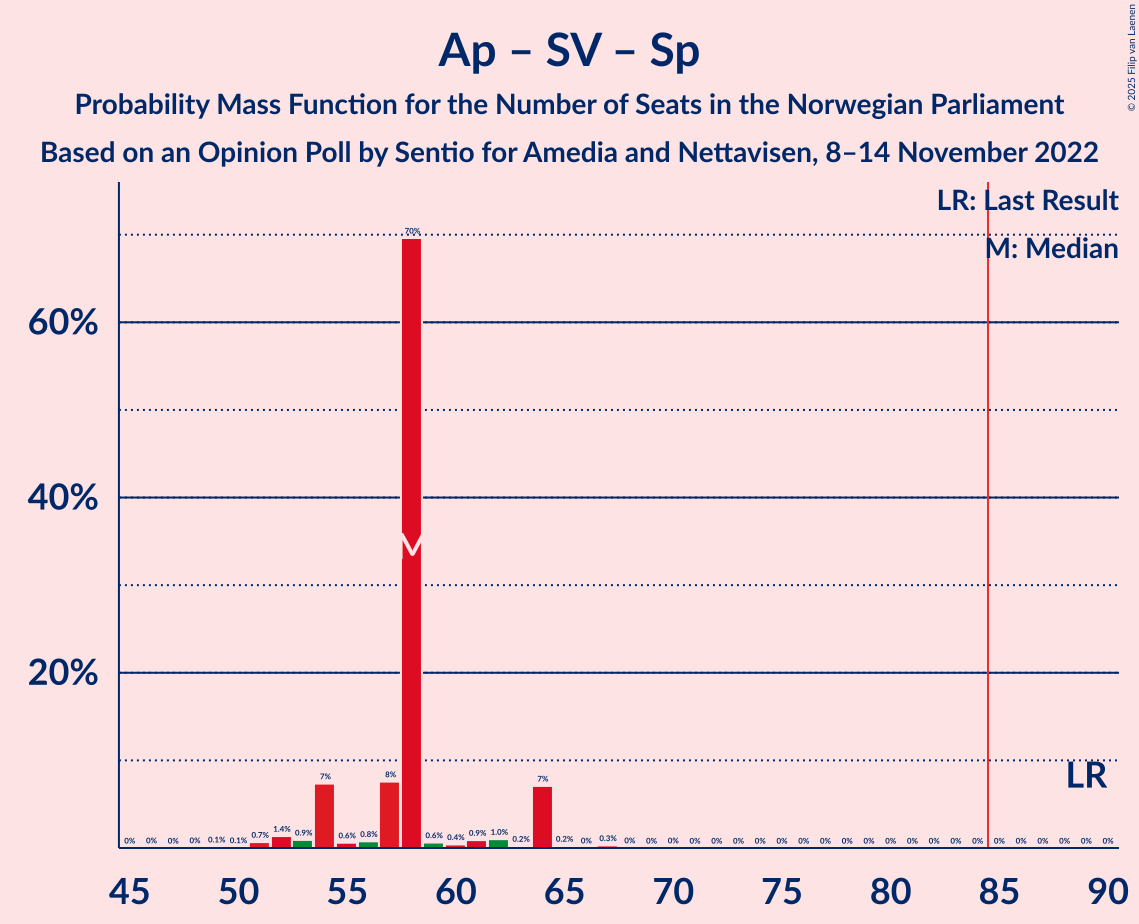 Ap – SV – Sp
Probability Mass Function for the Number of Seats in the Norwegian Parliament
Based on an Opinion Poll by Sentio for Amedia and Nettavisen, 8–14 November 2022
© 2025 Filip van Laenen
LR: Last Result
M: Median
60%
40%
20%
0% 0% 0% 0% 0.1% 0.1% 0.7% 1.4% 0.9% 7% 0.6% 0.8% 8% 70% 0.6% 0.4% 0.9% 1.0% 0.2% 7% 0.2% 0% 0.3% 0% 0% 0% 0% 0% 0% 0% 0% 0% 0% 0% 0% 0% 0% 0% 0% 0% 0% 0% 0% 0% 0% 0%
M
LR
45 50 55 60 65 70 75 80 85 90